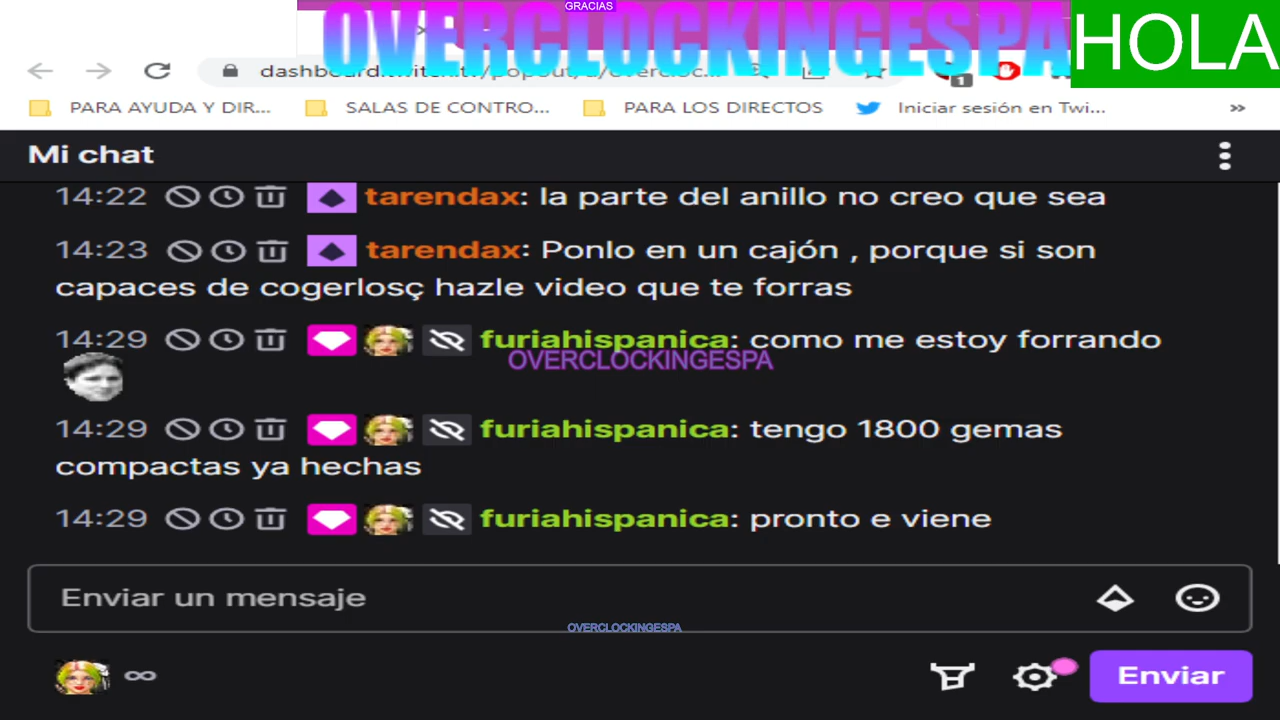 GRACIAS
OVERCLOCKINGESPA
HOLA
1
PARA AYUDA Y DIR...
SALAS DE CONTRO...
PARA LOS DIRECTOS
Iniciar sesión en Twi...
Mi chat
14:22 tarendax: la parte del anillo no creo que sea
14:23 tarendax: Ponlo en un cajón , porque si son
capaces de cogerlosç hazle video que te forras
14:29 furiahispanica: como me estoy forrando
OVERCLOCKINGESPA
14:29 furiahispanica: tengo 1800 gemas
compactas ya hechas
14:29 furiahispanica: pronto e viene
Enviar un mensaje
OVERCLOCKINGESPA
Enviar